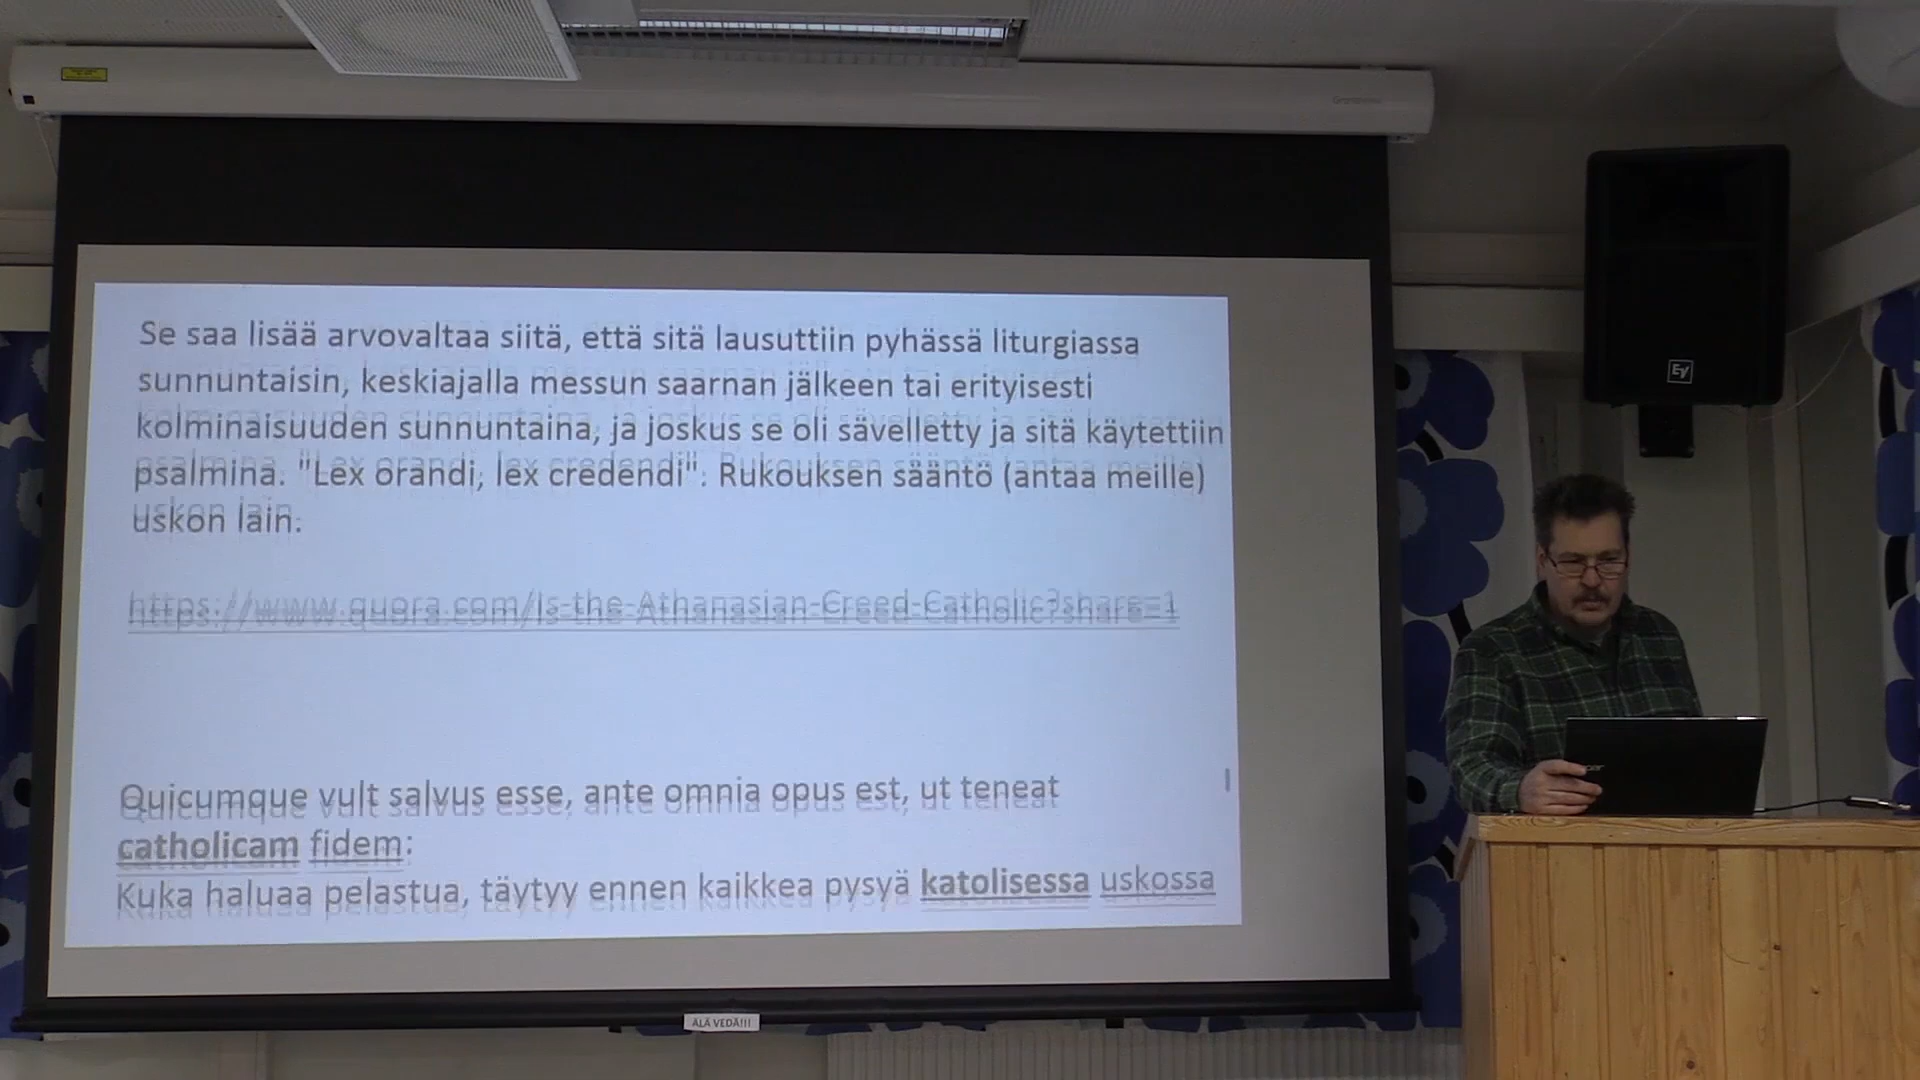 Se saa lisää arvovaltaa siitä, että sitä lausuttiin pyhässä liturgiassa
sunnuntaisin, keskiajalla messun saarnan jälkeen tai erityisesti
kolminaisuuden sunnuntaina, ja joskus se oli sävelletty ja sitä käytettiin
psalmina. "Lex orandi, lex credendi": Rukouksen sääntö (antaa meille)
uskon lain.
https://www.quora.com/Is-the-Athanasian-Creed-Catholic?share=1
Quicumque vult salvus esse, ante omnia opus est, ut teneat
catholicam fidem:
Kuka haluaa pelastua, täytyy ennen kaikkea pysyä katolisessa uskossa
ÄLÄ VEDÄ!!!
EV